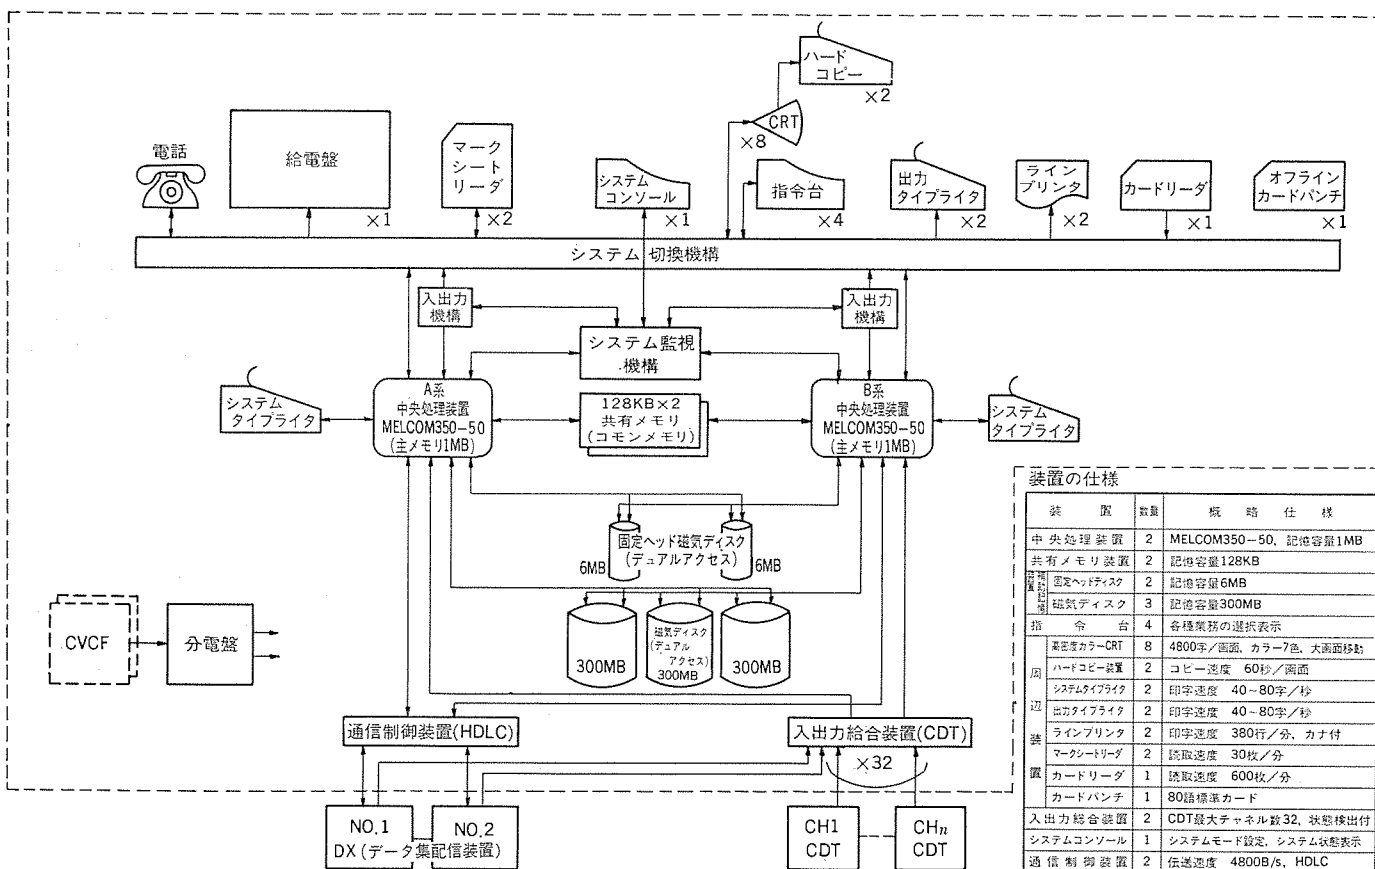 ハード
コピー
×2
CRT
×8
電話
給電盤
×1
マーク
シート
リーダ
×2
システム
コンソール
×1
指令台
×4
出力
タイプライタ
×2
ライン
プリンタ
×2
カードリーダ
×1
オフライン
カードパンチ
×1
システム切換機構
入出力
機構
入出力
機構
システム監視
機構
システム
タイプライタ
A系
中央処理装置
MELCOM350-50
(主メモリ1MB)
128KB×2
共有メモリ
(コモンメモリ)
B系
中央処理装置
MELCOM350-50
(主メモリ1MB)
システム
タイプライタ
固定ヘッド磁気ディスク
(デュアルアクセス)
6MB
6MB
300MB
磁気ディスク
(デュアル
アクセス)
300MB
300MB
CVCF
分電盤
通信制御装置(HDLC)
入出力綜合装置(CDT)
×32
NO.1
NO.2
DX(データ集配信装置)
CH1
CDT
CHn
CDT
装置の仕様
装置 数量 概略仕様
中央処理装置 2 MELCOM350-50, 記憶容量1MB
共有メモリ装置 2 記憶容量128KB
補助記憶装置
固定ヘッドディスク 2 記憶容量6MB
磁気ディスク 3 記憶容量300MB
指令台 4 各種業務の選択表示
周辺装置
高密度カラーCRT 8 4800字/画面, カラー7色, 大画面移動
ハードコピー装置 2 コピー速度 60秒/画面
システムタイプライタ 2 印字速度 40~80字/秒
出力タイプライタ 2 印字速度 40~80字/秒
ラインプリンタ 2 印字速度 380行/分, カナ付
マークシートリーダ 2 読取速度 30枚/分
カードリーダ 1 読取速度 600枚/分
カードパンチ 1 80語標準カード
入出力総合装置 2 CDT最大チャネル数32, 状態検出付
システムコンソール 1 システムモード設定, システム状態表示
通信制御装置 2 伝送速度 4800B/s, HDLC